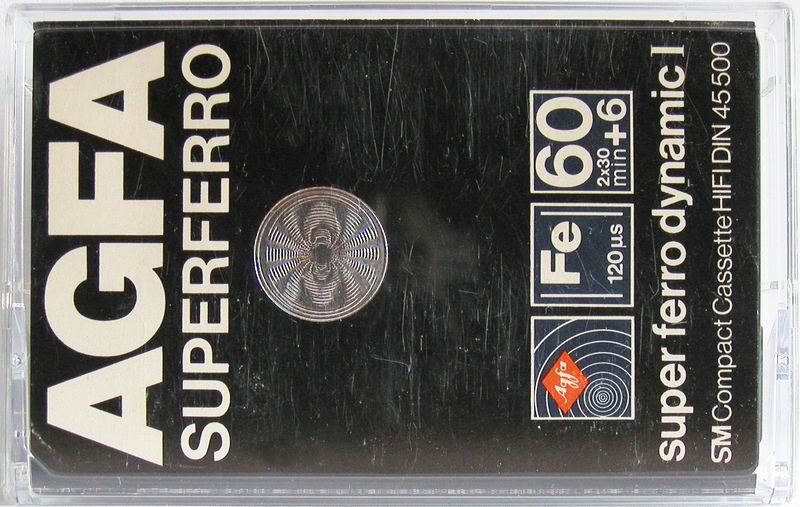 AGFA
SUPERFERRO
Agfa
Fe
120 µs
60
2x30
min
+6
super ferro dynamic I
SM Compact Cassette HIFI DIN 45 500